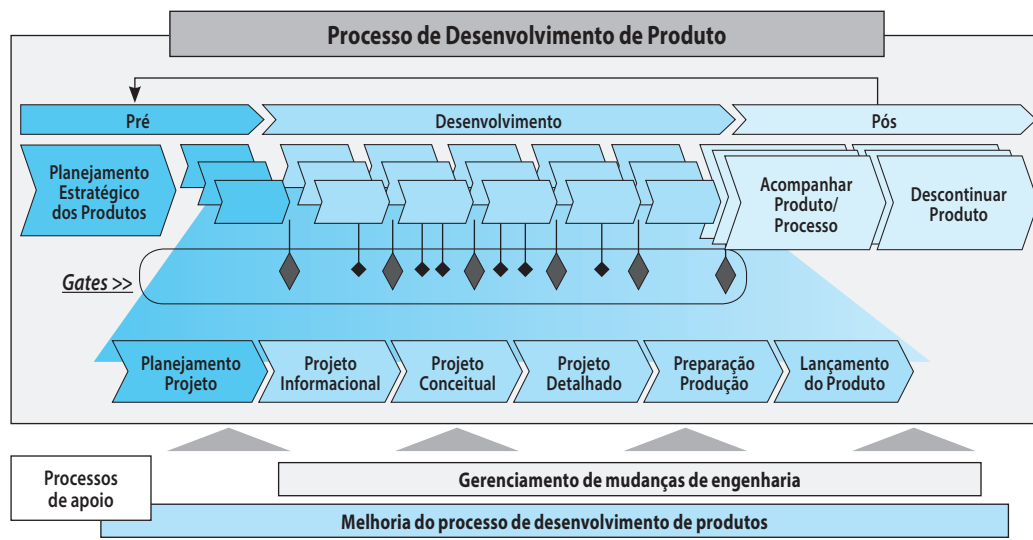 Processo de Desenvolvimento de Produto
Pré
Desenvolvimento
Pós
Planejamento
Estratégico
dos Produtos
Acompanhar
Produto/
Processo
Descontinuar
Produto
Gates >>
Planejamento
Projeto
Projeto
Informacional
Projeto
Conceitual
Projeto
Detalhado
Preparação
Produção
Lançamento
do Produto
Processos
de apoio
Gerenciamento de mudanças de engenharia
Melhoria do processo de desenvolvimento de produtos